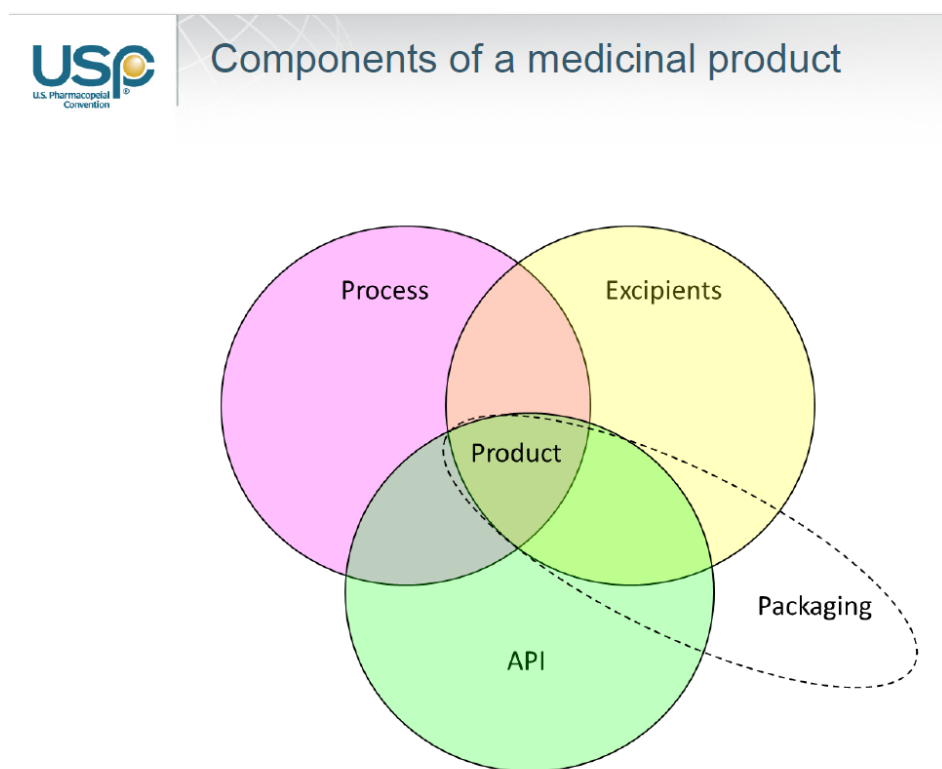 USP
U.S. Pharmacopeial
Convention
®
Components of a medicinal product
Process
Excipients
Product
Packaging
API